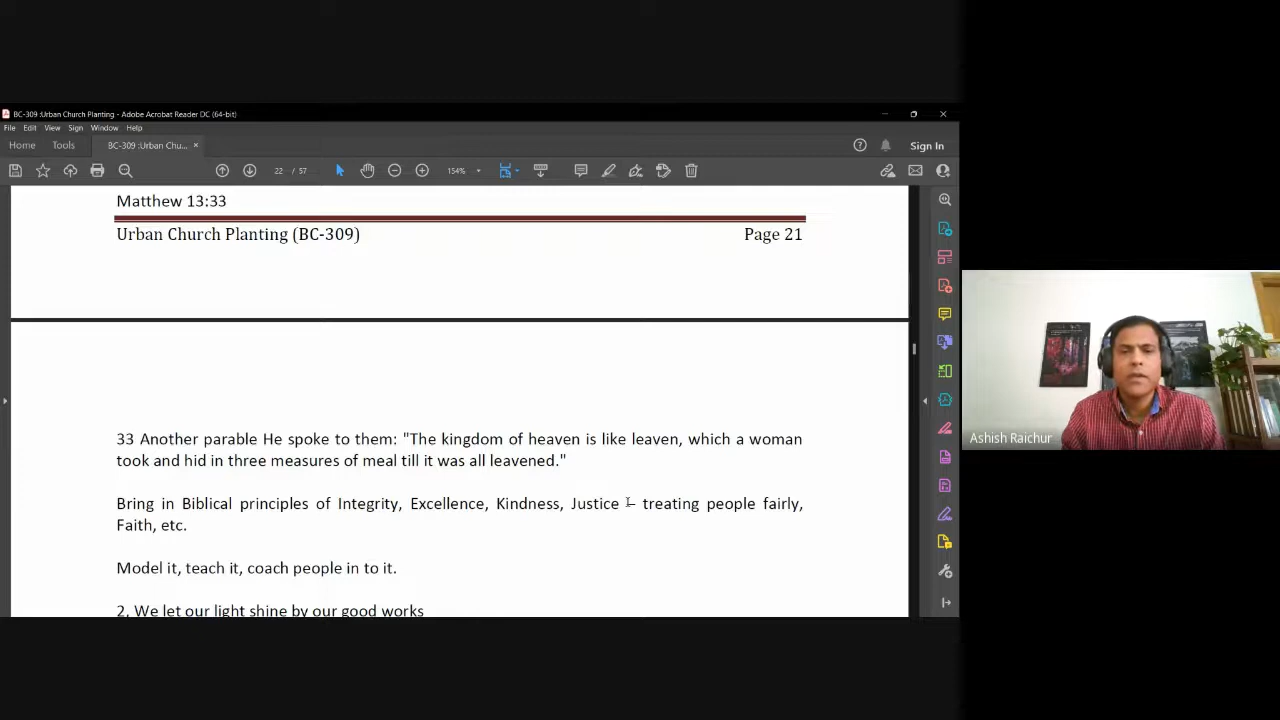 BC-309 :Urban Church Planting - Adobe Acrobat Reader DC (64-bit)
File Edit View Sign Window Help
Home Tools BC-309 :Urban Chu... × Sign In
22 / 57 154%
Matthew 13:33
Urban Church Planting (BC-309) Page 21
33 Another parable He spoke to them: "The kingdom of heaven is like leaven, which a woman
took and hid in three measures of meal till it was all leavened."
Bring in Biblical principles of Integrity, Excellence, Kindness, Justice – treating people fairly,
Faith, etc.
Model it, teach it, coach people in to it.
2. We let our light shine by our good works
Ashish Raichur